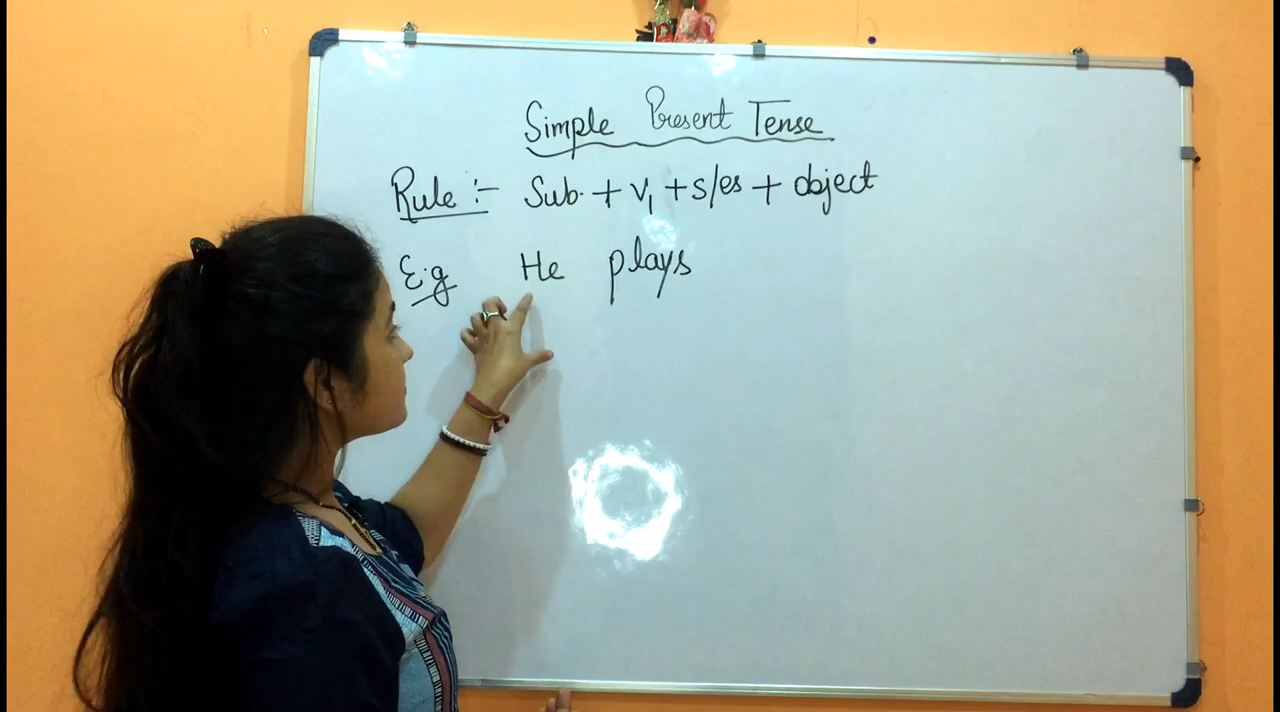 Simple Present Tense
Rule :- Sub. + V1 + s/es + object
E.g He plays